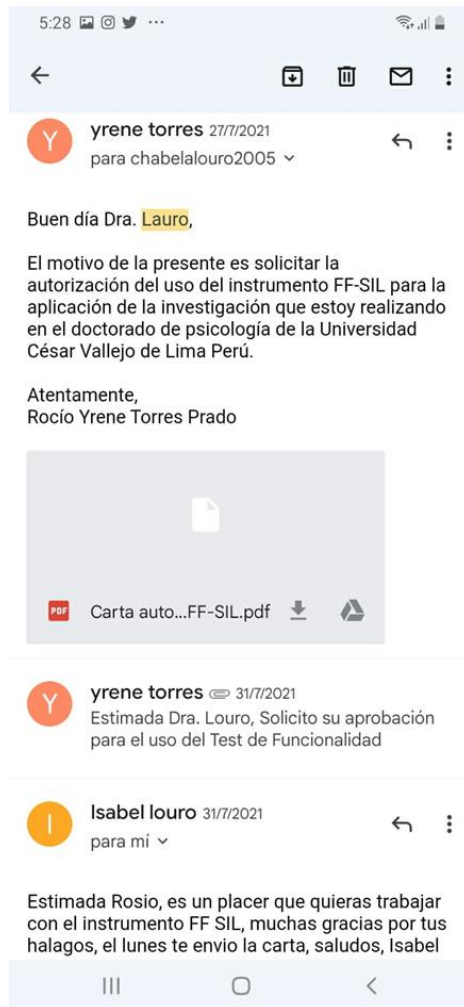 5:28
yrene torres 27/7/2021
para chabelalouro2005
Y
Buen día Dra. Lauro,
El motivo de la presente es solicitar la
autorización del uso del instrumento FF-SIL para la
aplicación de la investigación que estoy realizando
en el doctorado de psicología de la Universidad
César Vallejo de Lima Perú.
Atentamente,
Rocío Yrene Torres Prado
PDF Carta auto...FF-SIL.pdf
Y
yrene torres 31/7/2021
Estimada Dra. Louro, Solicito su aprobación
para el uso del Test de Funcionalidad
I
Isabel louro 31/7/2021
para mí
Estimada Rosio, es un placer que quieras trabajar
con el instrumento FF SIL, muchas gracias por tus
halagos, el lunes te envio la carta, saludos, Isabel